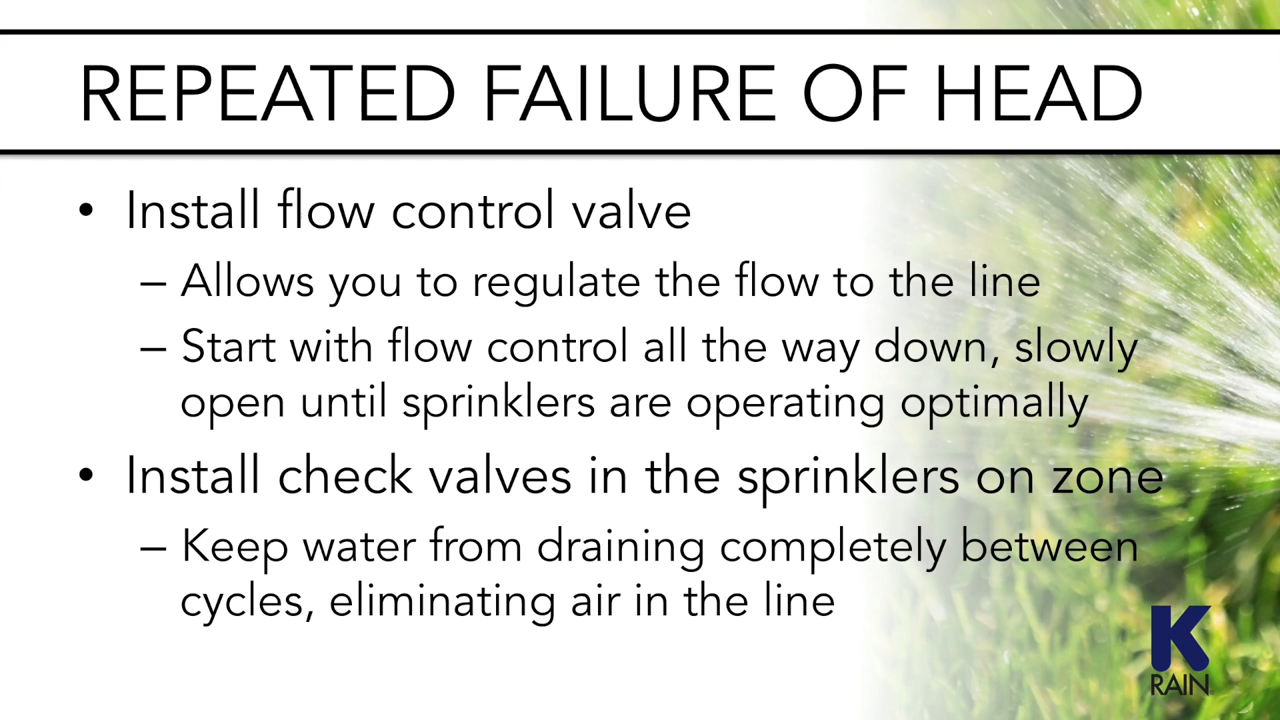 REPEATED FAILURE OF HEAD
• Install flow control valve
– Allows you to regulate the flow to the line
– Start with flow control all the way down, slowly
open until sprinklers are operating optimally
• Install check valves in the sprinklers on zone
– Keep water from draining completely between
cycles, eliminating air in the line
K
RAIN